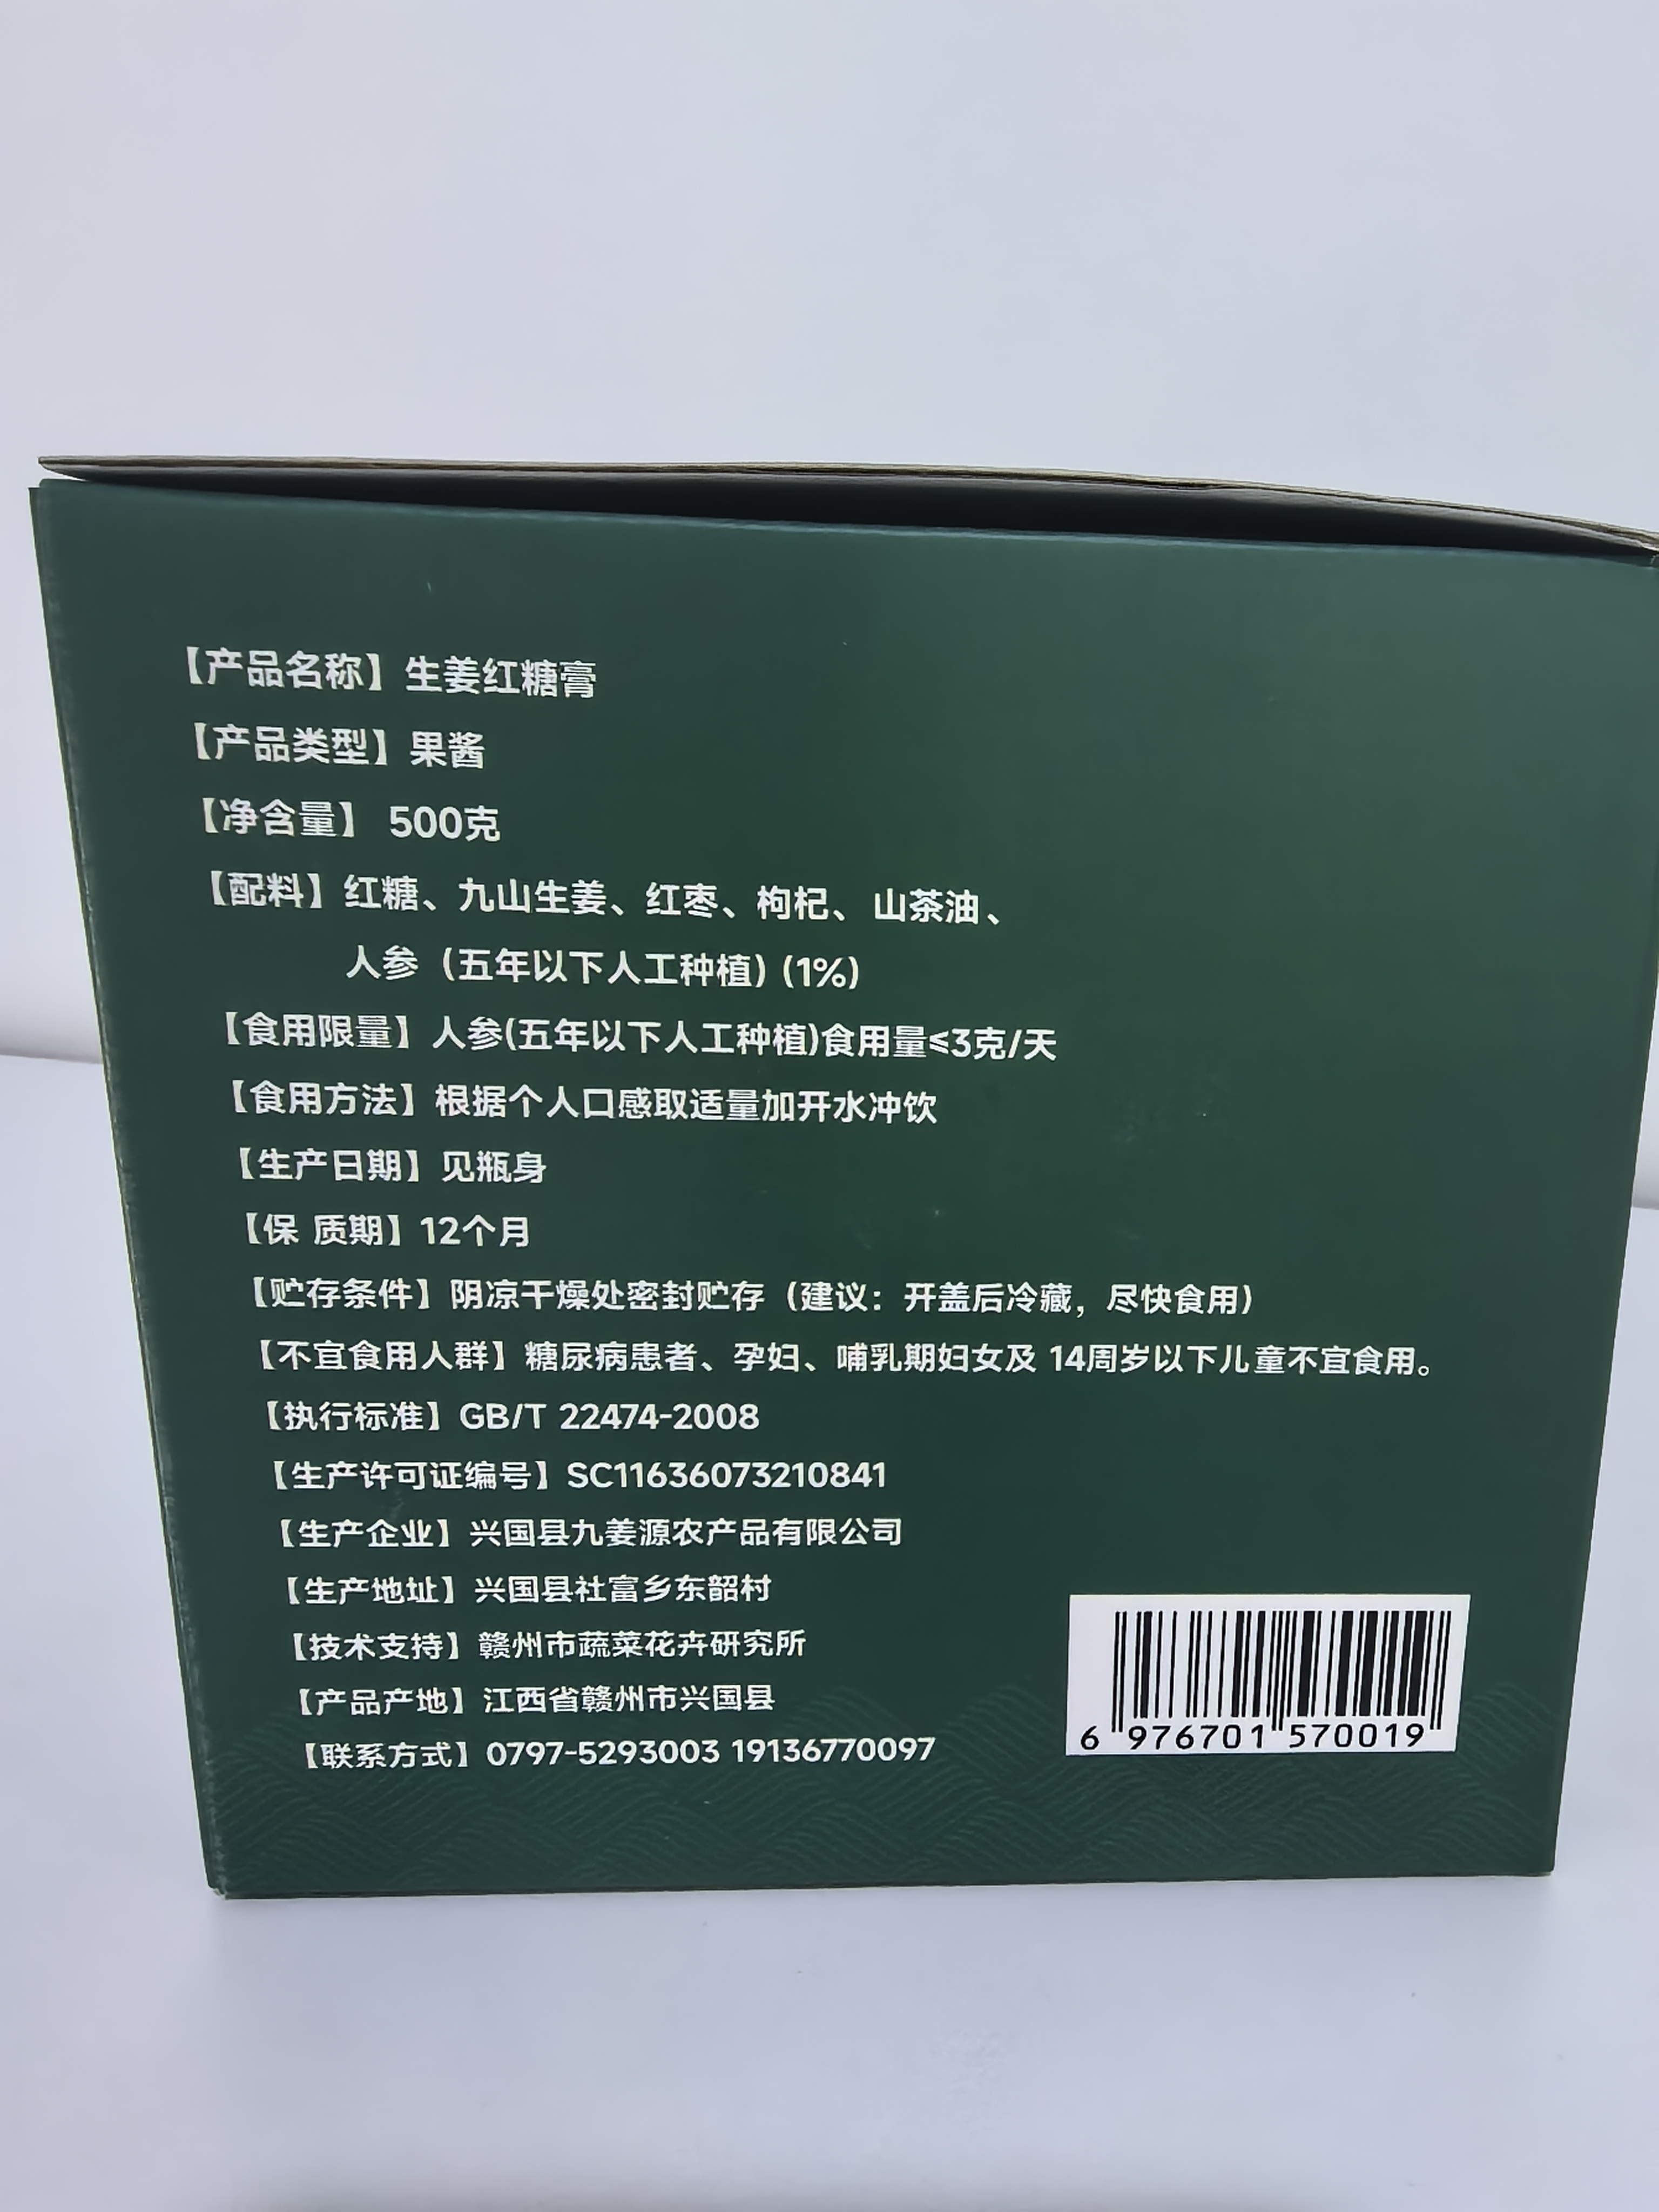 【产品名称】生姜红糖膏
【产品类型】果酱
【净含量】 500克
【配料】红糖、九山生姜、红枣、枸杞、山茶油、
人参（五年以下人工种植）(1%)
【食用限量】人参(五年以下人工种植)食用量≤3克/天
【食用方法】根据个人口感取适量加开水冲饮
【生产日期】见瓶身
【保 质期】12个月
【贮存条件】阴凉干燥处密封贮存（建议：开盖后冷藏，尽快食用）
【不宜食用人群】糖尿病患者、孕妇、哺乳期妇女及 14周岁以下儿童不宜食用。
【执行标准】GB/T 22474-2008
【生产许可证编号】SC11636073210841
【生产企业】兴国县九姜源农产品有限公司
【生产地址】兴国县社富乡东韶村
【技术支持】赣州市蔬菜花卉研究所
【产品产地】江西省赣州市兴国县
【联系方式】0797-5293003 19136770097
6 976701 570019